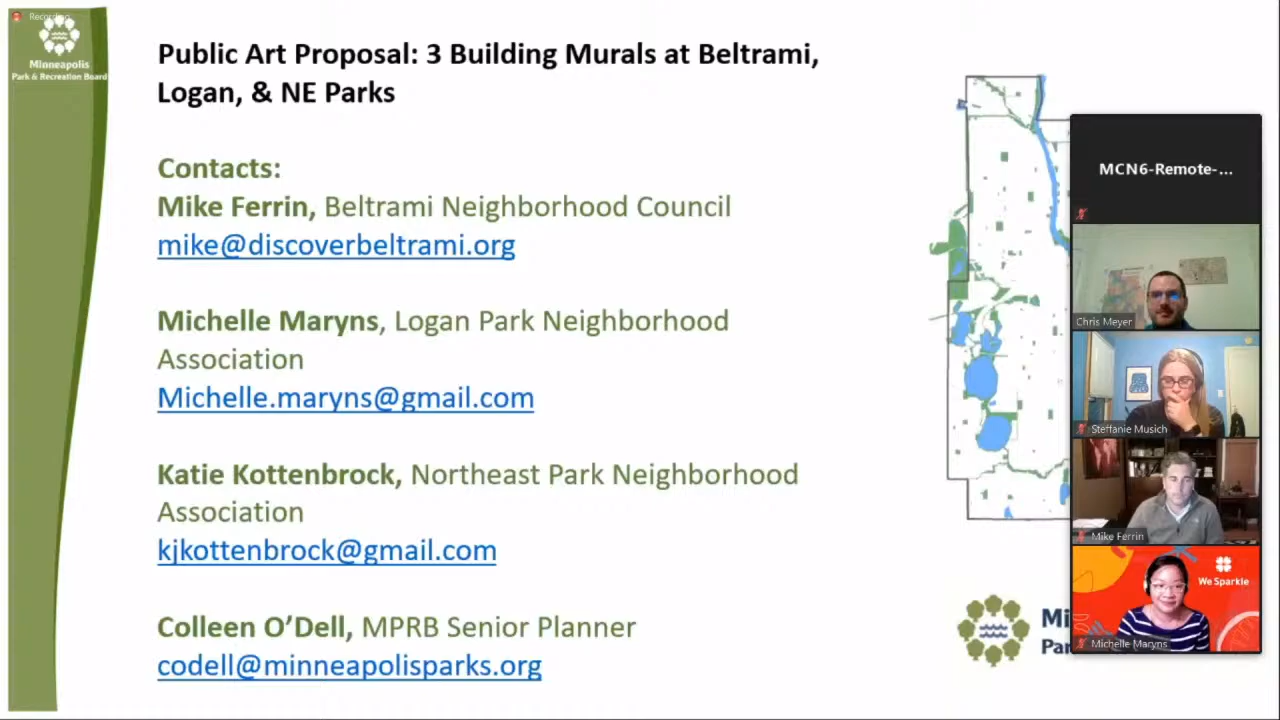 Recording
Minneapolis
Park & Recreation Board
Public Art Proposal: 3 Building Murals at Beltrami,
Logan, & NE Parks
Contacts:
Mike Ferrin, Beltrami Neighborhood Council
mike@discoverbeltrami.org
Michelle Maryns, Logan Park Neighborhood
Association
Michelle.maryns@gmail.com
Katie Kottenbrock, Northeast Park Neighborhood
Association
kjkottenbrock@gmail.com
Colleen O’Dell, MPRB Senior Planner
codell@minneapolisparks.org
Mi
Par
MCN6-Remote-...
Chris Meyer
Steffanie Musich
Mike Ferrin
We Sparkle
Michelle Maryns